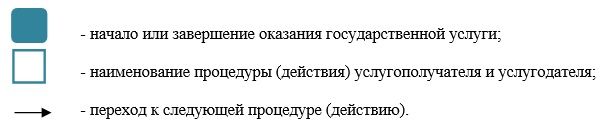 - начало или завершение оказания государственной услуги;
- наименование процедуры (действия) услугополучателя и услугодателя;
- переход к следующей процедуре (действию).